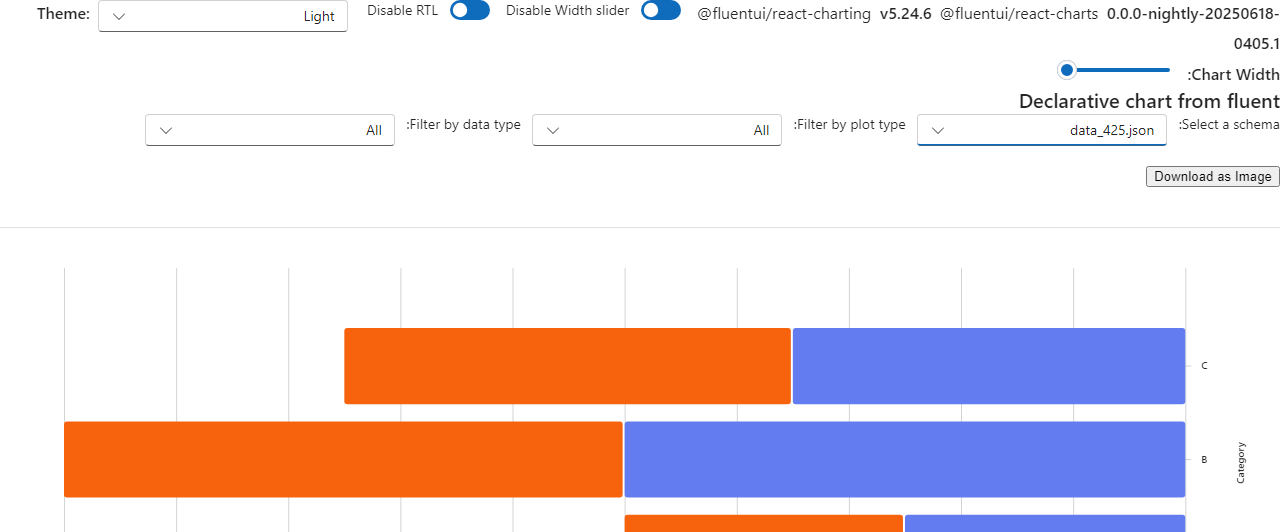 Theme: Light Disable RTL Disable Width slider @fluentui/react-charting v5.24.6 @fluentui/react-charts 0.0.0-nightly-20250618-
0405.1
:Chart Width
Declarative chart from fluent
:Select a schema data_425.json :Filter by plot type All :Filter by data type All
Download as Image
C
B
Category